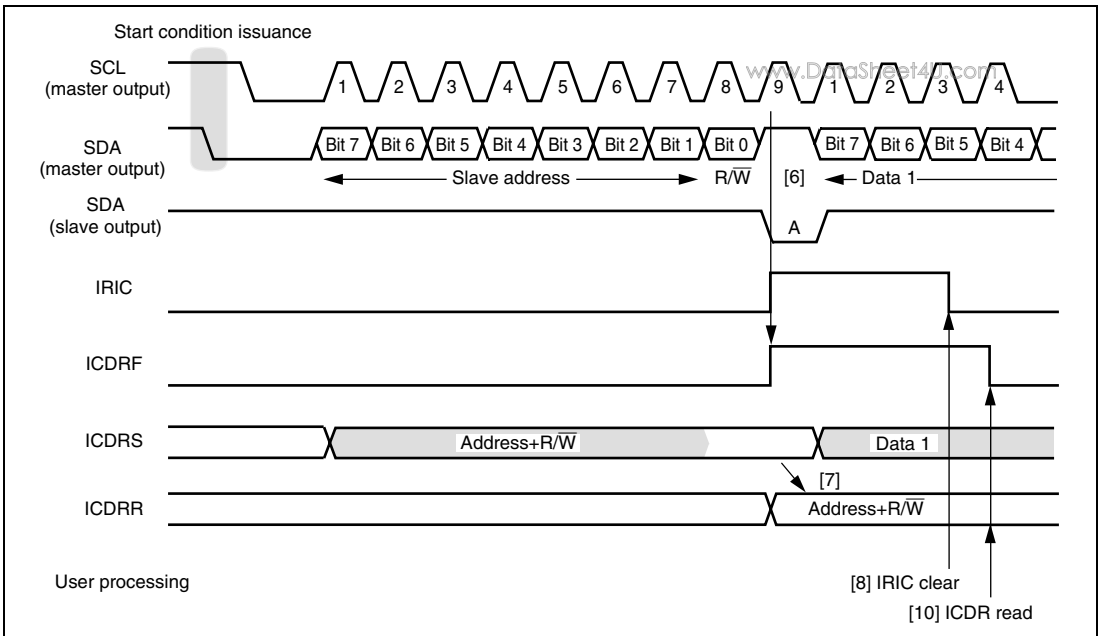 Start condition issuance
SCL
(master output)
1 2 3 4 5 6 7 8 9 1 2 3 4
www.DataSheet4U.com
SDA
(master output)
Bit 7 Bit 6 Bit 5 Bit 4 Bit 3 Bit 2 Bit 1 Bit 0 Bit 7 Bit 6 Bit 5 Bit 4
Slave address R/W̅ [6] Data 1
SDA
(slave output)
A
IRIC
ICDRF
ICDRS
Address+R/W̅ Data 1
[7]
ICDRR
Address+R/W̅
User processing
[8] IRIC clear
[10] ICDR read